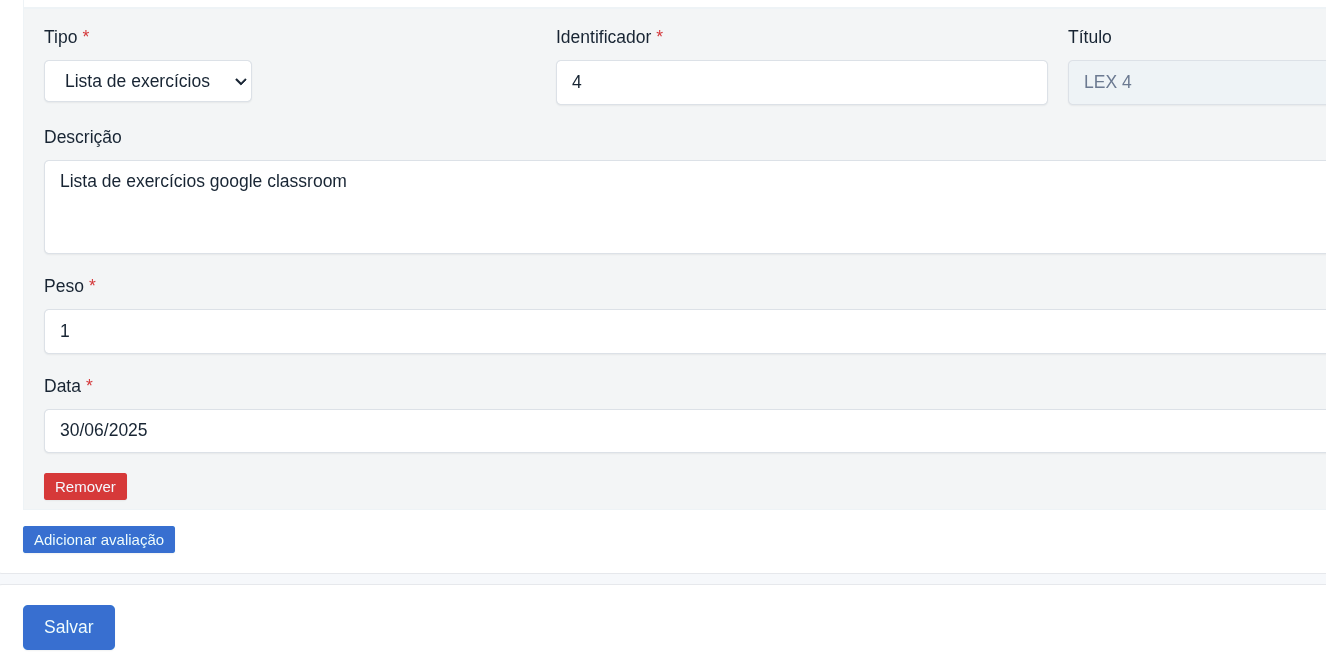 Tipo * Identificador * Título
Lista de exercícios 4 LEX 4
Descrição
Lista de exercícios google classroom
Peso *
1
Data *
30/06/2025
Remover
Adicionar avaliação
Salvar